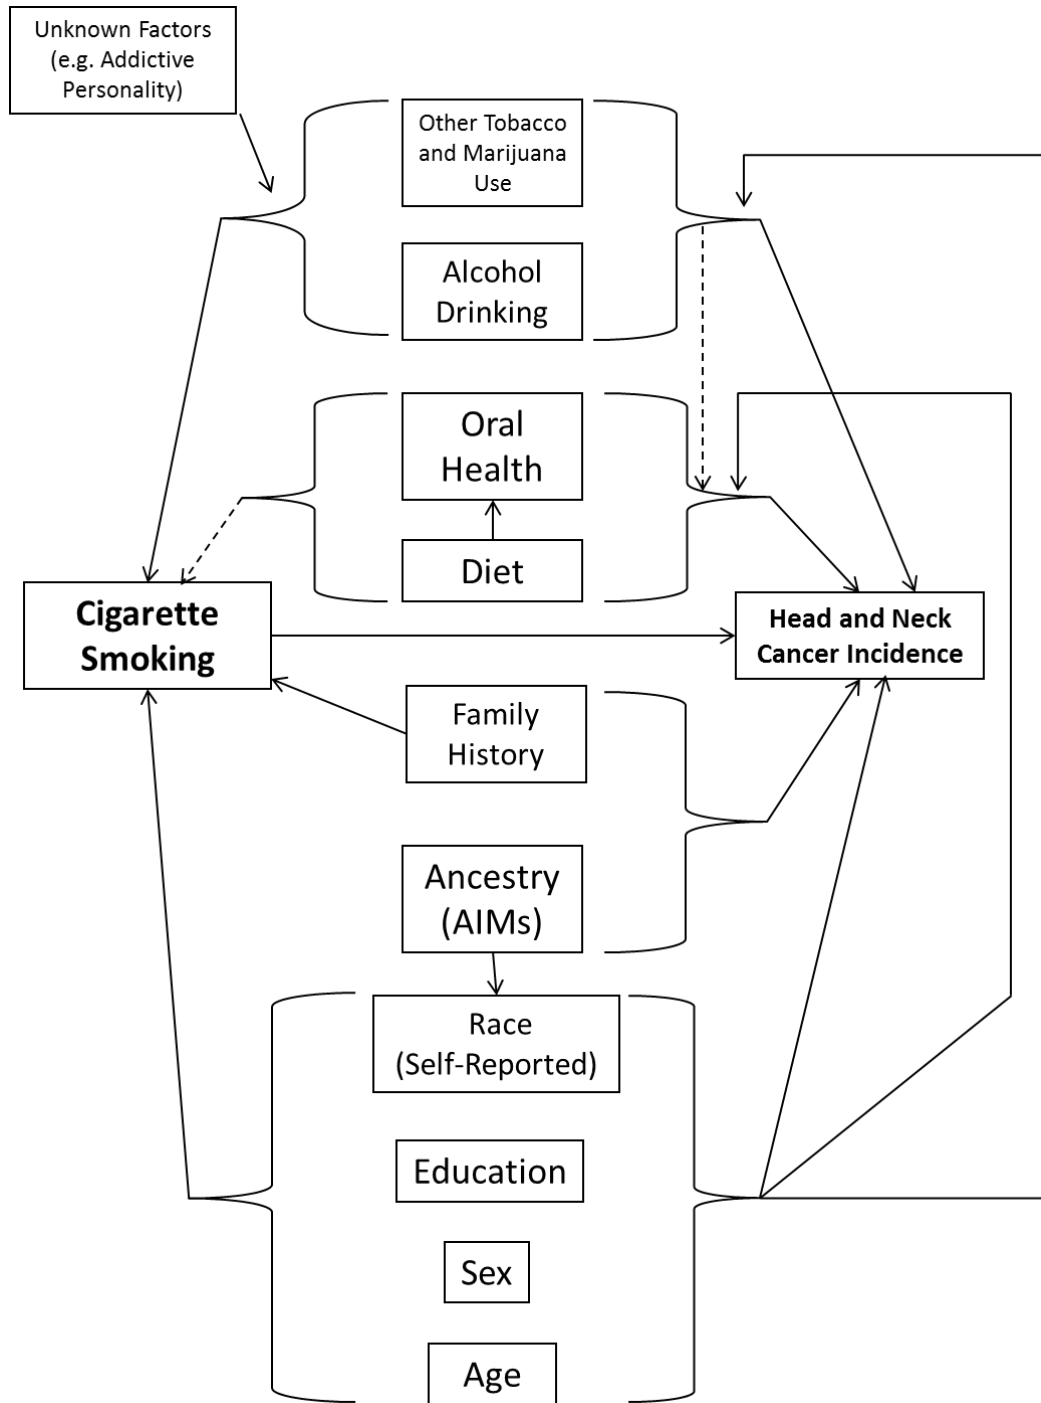 Unknown Factors
(e.g. Addictive
Personality)
Other Tobacco
and Marijuana
Use
Alcohol
Drinking
Oral
Health
Diet
Cigarette
Smoking
Head and Neck
Cancer Incidence
Family
History
Ancestry
(AIMs)
Race
(Self-Reported)
Education
Sex
Age